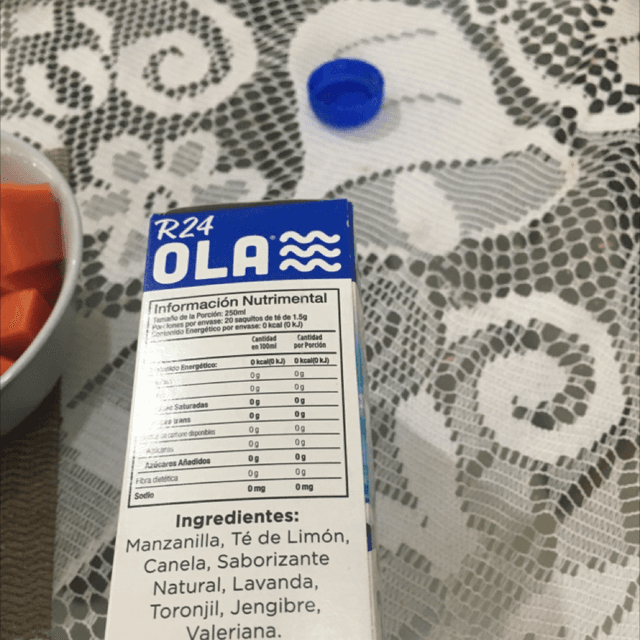 R24
OLA®
Información Nutrimental
Tamaño de la Porción: 250ml
Porciones por envase: 20 saquitos de té de 1.5g
Contenido Energético por envase: 0 kcal (0 kJ)
Cantidad en 100ml Cantidad por Porción
Energético: 0 kcal(0 kJ) 0 kcal(0 kJ)
0 g 0 g
0 g 0 g
Saturadas 0 g 0 g
trans 0 g 0 g
disponibles 0 g 0 g
0 g 0 g
Azúcares Añadidos 0 g 0 g
Fibra dietética 0 g 0 g
Sodio 0 mg 0 mg
Ingredientes:
Manzanilla, Té de Limón,
Canela, Saborizante
Natural, Lavanda,
Toronjil, Jengibre,
Valeriana.